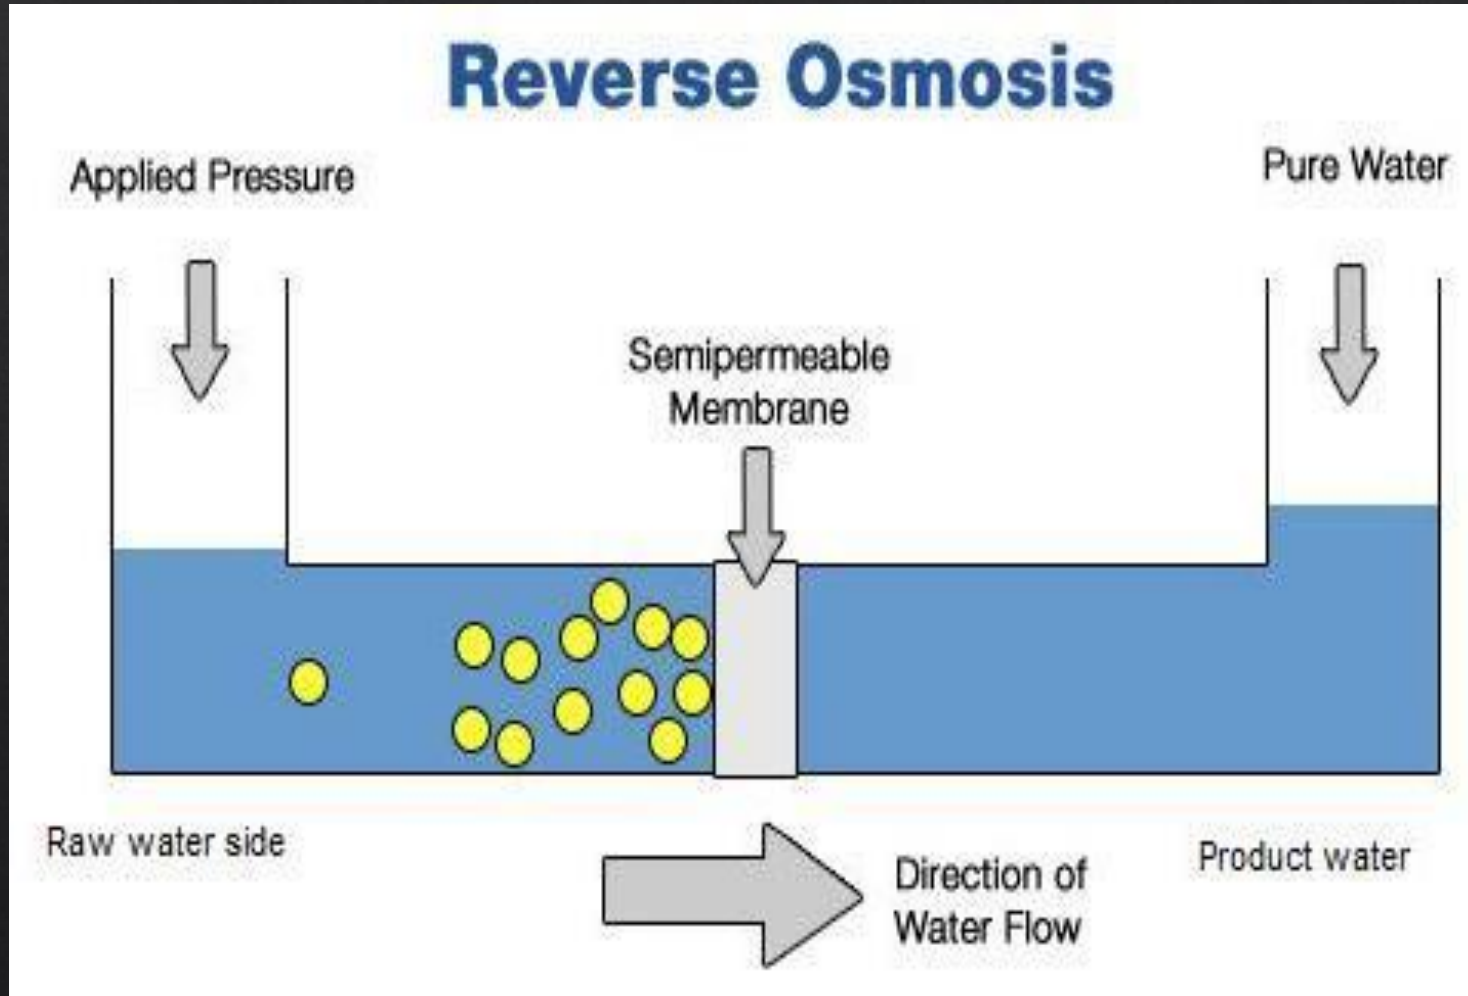 Reverse Osmosis
Applied Pressure
Pure Water
Semipermeable
Membrane
Raw water side
Product water
Direction of
Water Flow